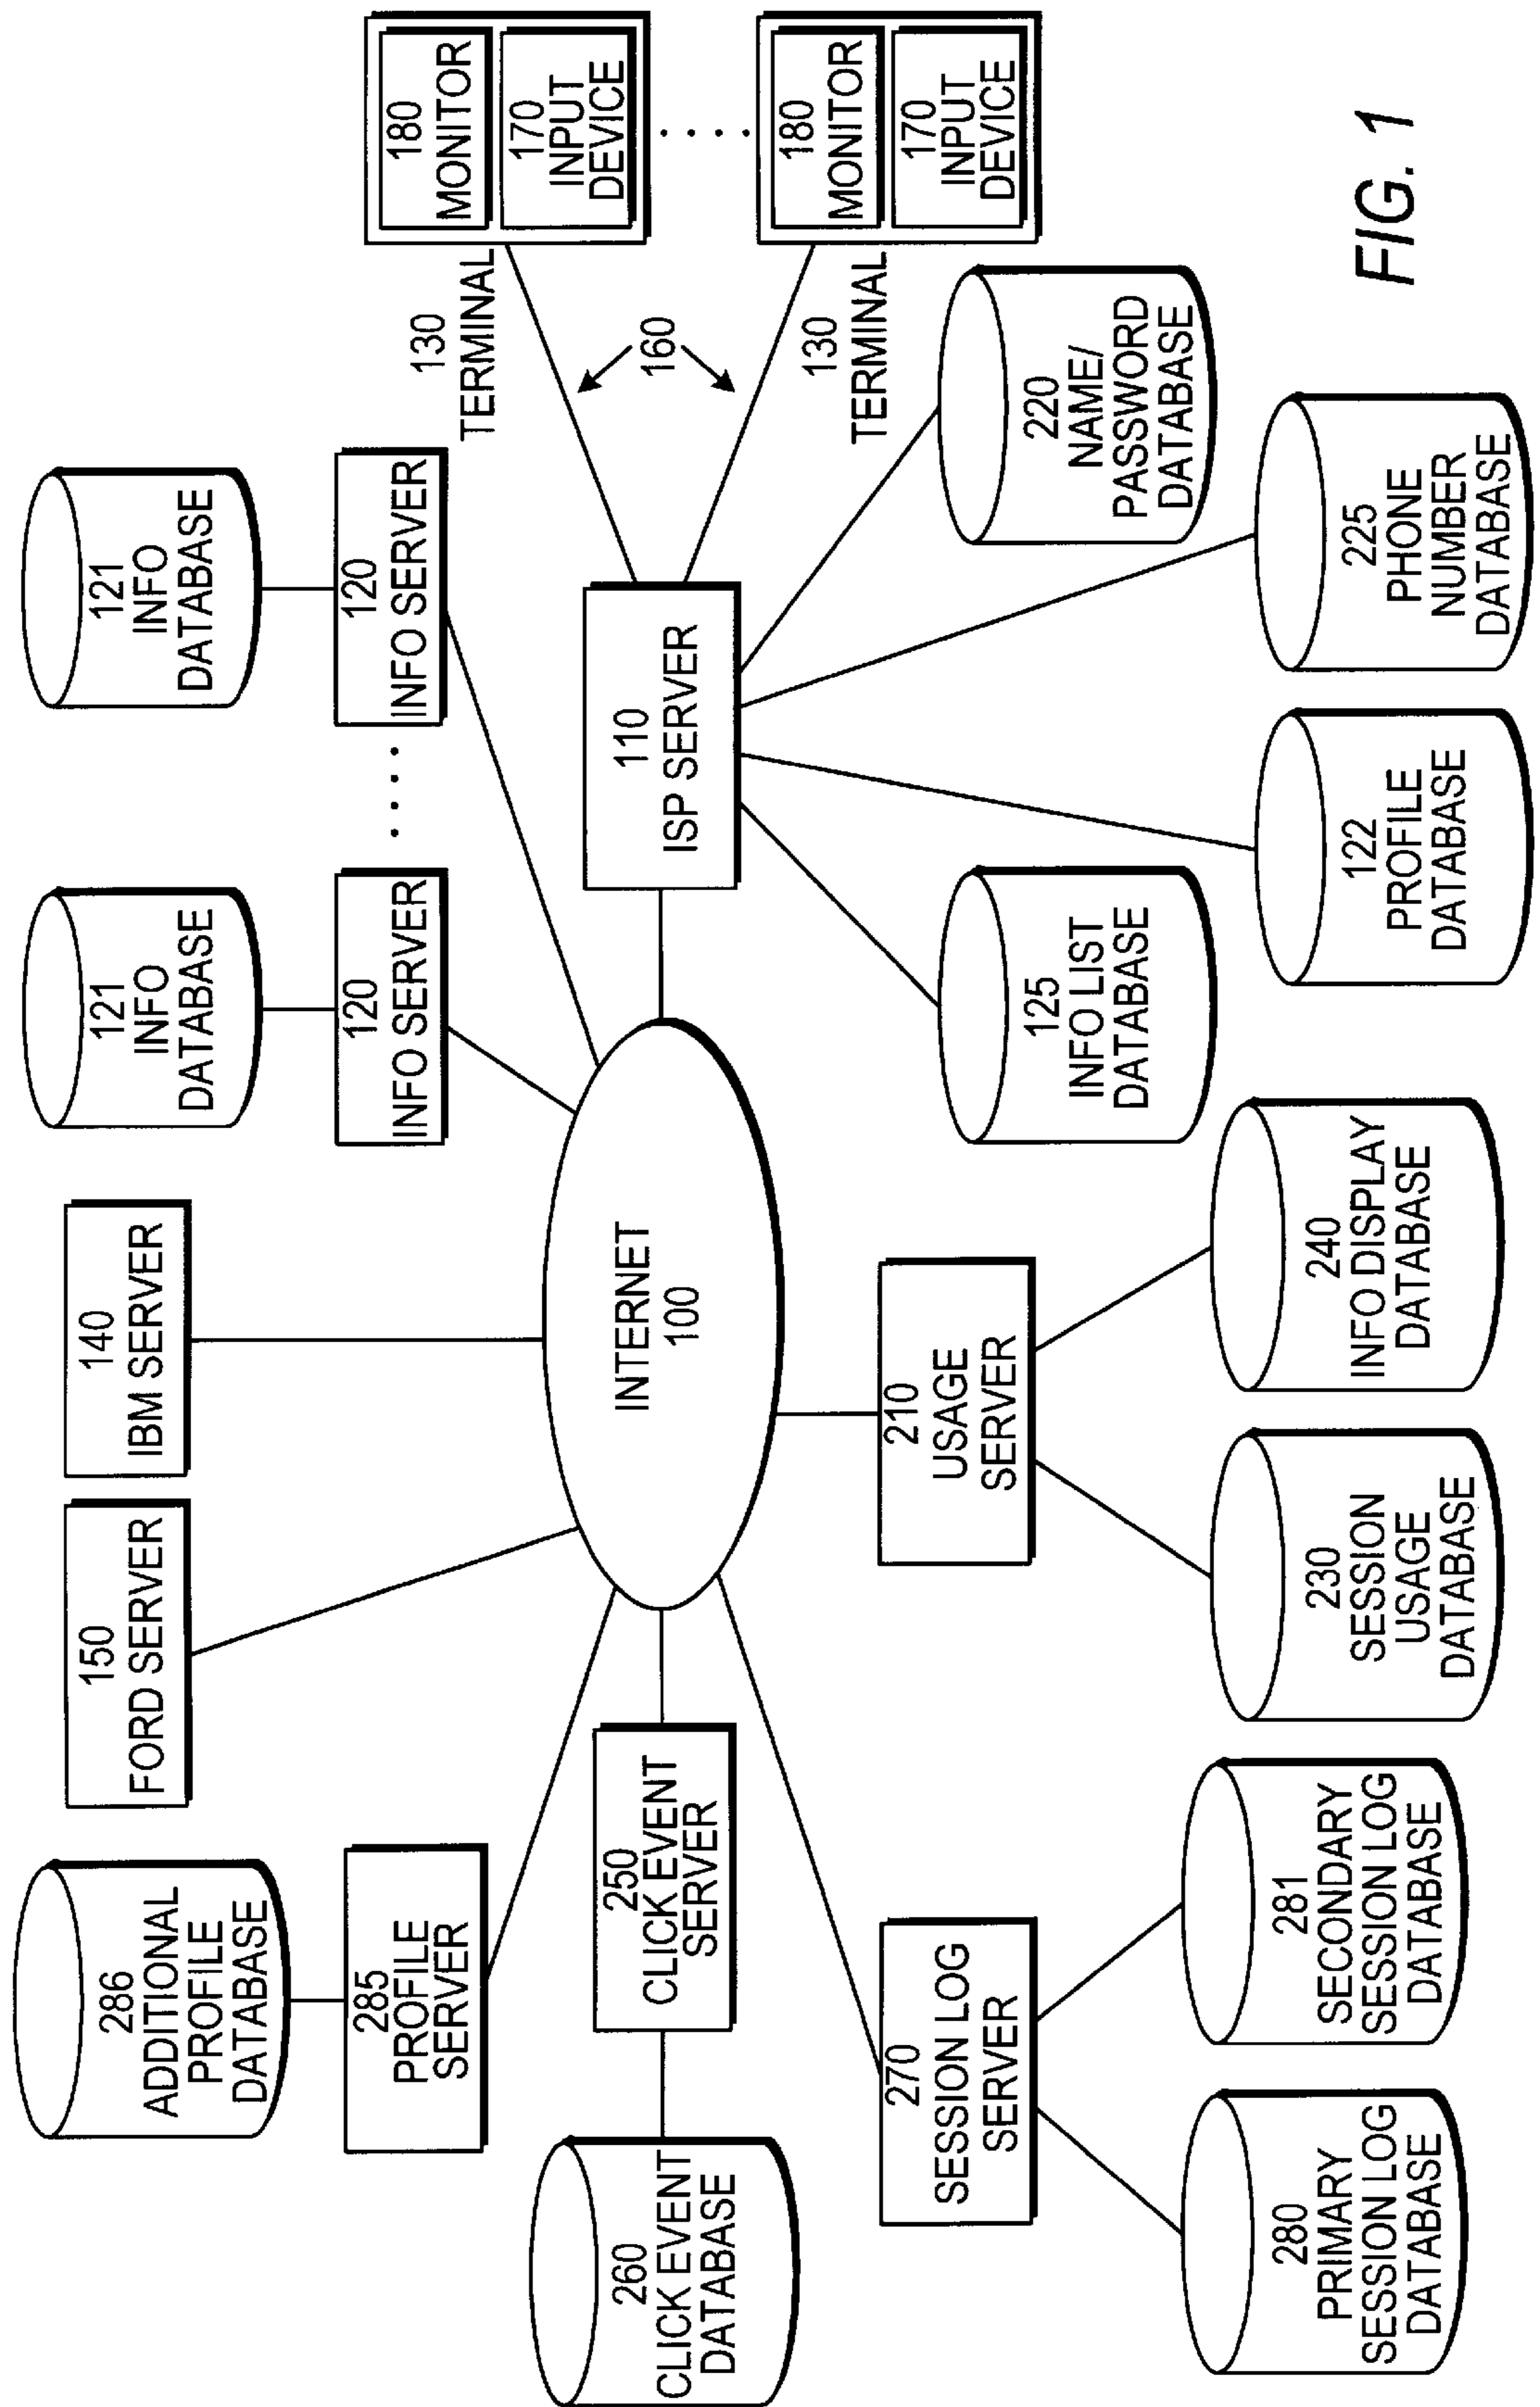 286
ADDITIONAL
PROFILE
DATABASE
150
FORD SERVER
140
IBM SERVER
121
INFO
DATABASE
121
INFO
DATABASE
285
PROFILE
SERVER
120
INFO SERVER
120
INFO SERVER
130
TERMINAL
180
MONITOR
170
INPUT
DEVICE
260
CLICK EVENT
DATABASE
250
CLICK EVENT
SERVER
INTERNET
100
110
ISP SERVER
160
130
TERMINAL
180
MONITOR
170
INPUT
DEVICE
270
SESSION LOG
SERVER
210
USAGE
SERVER
125
INFO LIST
DATABASE
220
NAME/
PASSWORD
DATABASE
280
PRIMARY
SESSION LOG
DATABASE
281
SECONDARY
SESSION LOG
DATABASE
230
SESSION
USAGE
DATABASE
240
INFO DISPLAY
DATABASE
122
PROFILE
DATABASE
225
PHONE
NUMBER
DATABASE
FIG. 1